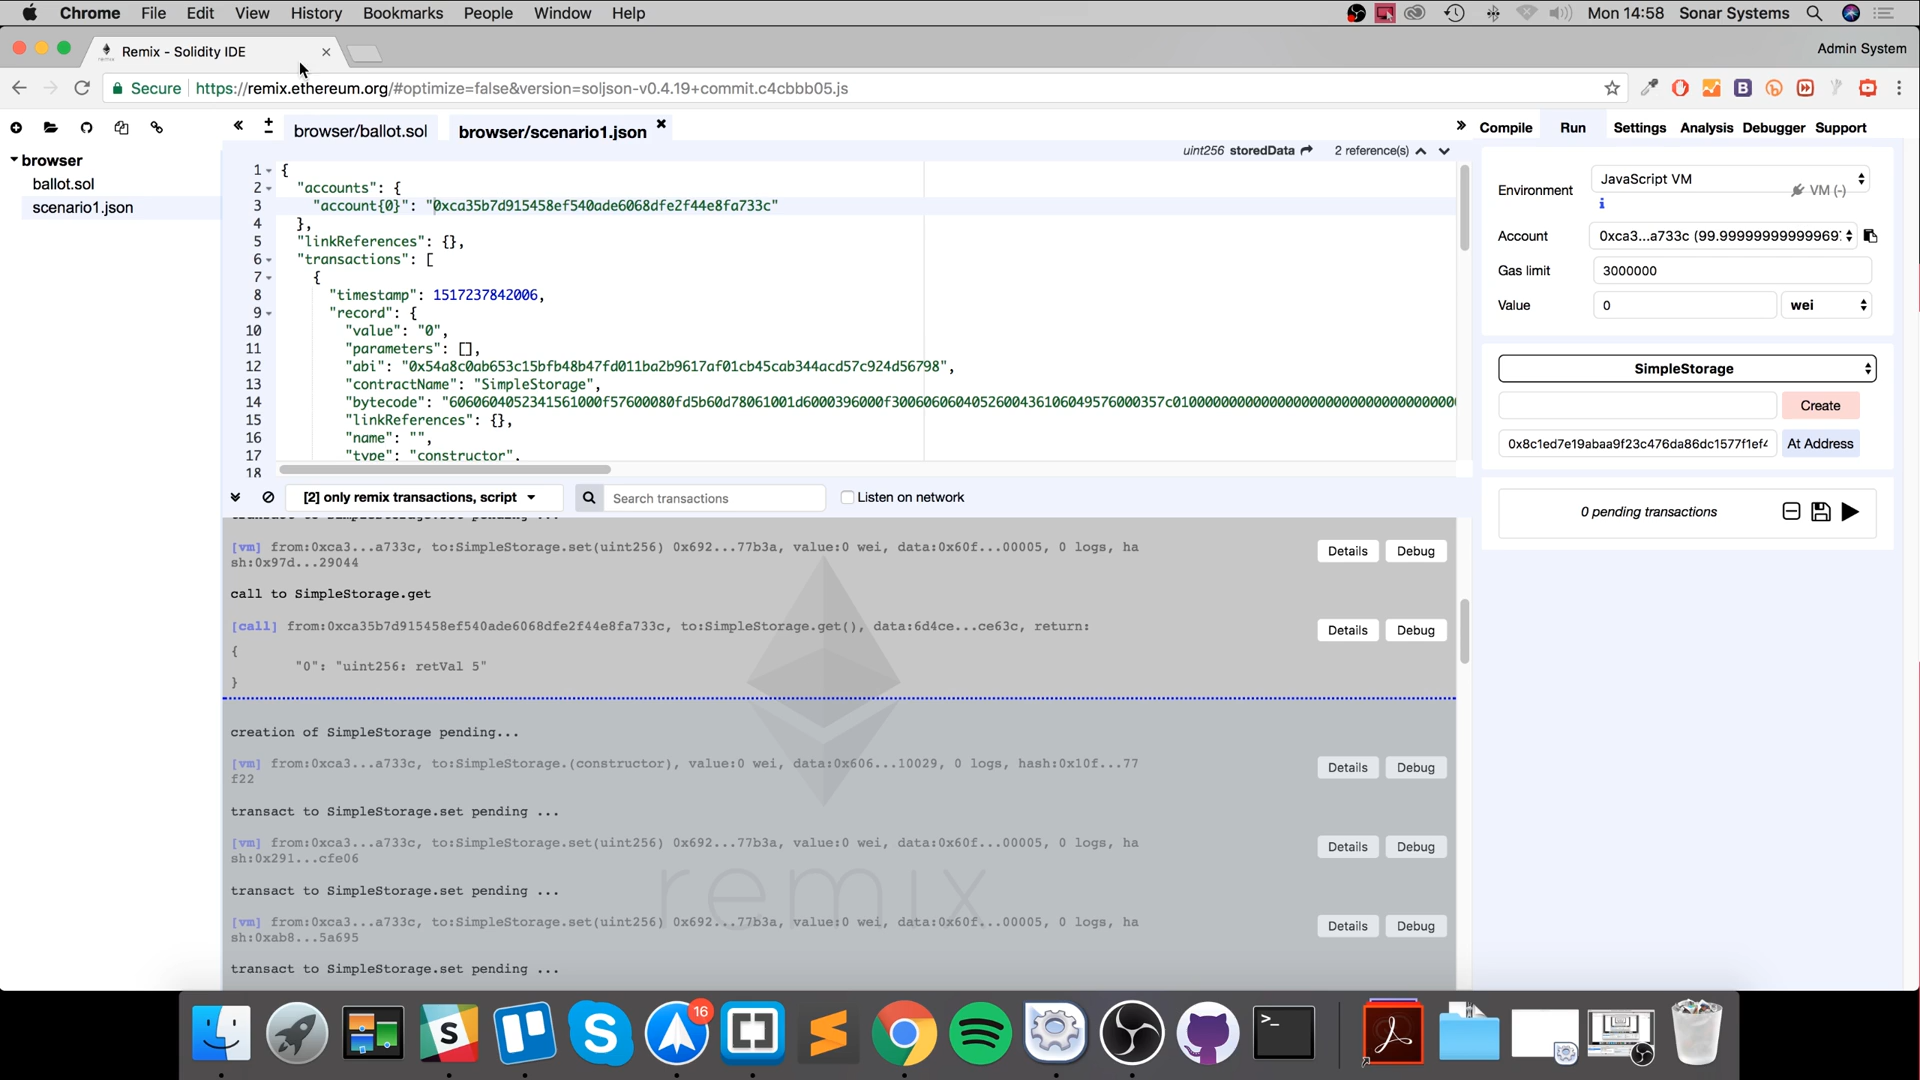 Chrome File Edit View History Bookmarks People Window Help Mon 14:58 Sonar Systems
Remix - Solidity IDE
Admin System
Secure https://remix.ethereum.org/#optimize=false&version=soljson-v0.4.19+commit.c4cbbb05.js
browser/ballot.sol browser/scenario1.json
Compile Run Settings Analysis Debugger Support
browser
ballot.sol
scenario1.json
uint256 storedData 2 reference(s)
1 {
2 "accounts": {
3 "account{0}": "0xca35b7d915458ef540ade6068dfe2f44e8fa733c"
4 },
5 "linkReferences": {},
6 "transactions": [
7 {
8 "timestamp": 1517237842006,
9 "record": {
10 "value": "0",
11 "parameters": [],
12 "abi": "0x54a8c0ab653c15bfb48b47fd011ba2b9617af01cb45cab344acd57c924d56798",
13 "contractName": "SimpleStorage",
14 "bytecode": "6060604052341561000f57600080fd5b60d78061001d6000396000f3006060604052600436106049576000357c0100000000000000000000000000000000
15 "linkReferences": {},
16 "name": "",
17 "type": "constructor",
18
Environment JavaScript VM VM (-)
i
Account 0xca3...a733c (99.9999999999999697
Gas limit 3000000
Value 0 wei
SimpleStorage
Create
0x8c1ed7e19abaa9f23c476da86dc1577f1ef4 At Address
0 pending transactions
[2] only remix transactions, script Search transactions Listen on network
transact to SimpleStorage.set pending ...
[vm] from:0xca3...a733c, to:SimpleStorage.set(uint256) 0x692...77b3a, value:0 wei, data:0x60f...00005, 0 logs, ha
sh:0x97d...29044
Details Debug
call to SimpleStorage.get
[call] from:0xca35b7d915458ef540ade6068dfe2f44e8fa733c, to:SimpleStorage.get(), data:6d4ce...ce63c, return:
Details Debug
{
"0": "uint256: retVal 5"
}
creation of SimpleStorage pending...
[vm] from:0xca3...a733c, to:SimpleStorage.(constructor), value:0 wei, data:0x606...10029, 0 logs, hash:0x10f...77
f22
Details Debug
transact to SimpleStorage.set pending ...
[vm] from:0xca3...a733c, to:SimpleStorage.set(uint256) 0x692...77b3a, value:0 wei, data:0x60f...00005, 0 logs, ha
sh:0x291...cfe06
Details Debug
transact to SimpleStorage.set pending ...
remix
[vm] from:0xca3...a733c, to:SimpleStorage.set(uint256) 0x692...77b3a, value:0 wei, data:0x60f...00005, 0 logs, ha
sh:0xab8...5a695
Details Debug
transact to SimpleStorage.set pending ...
16